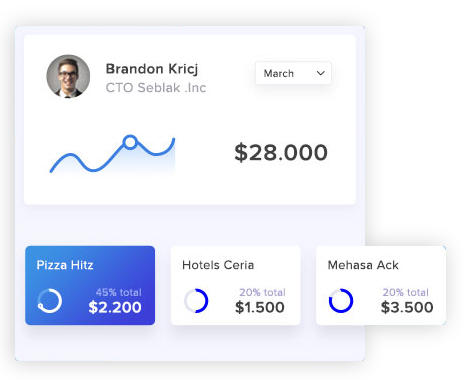 Brandon Kricj
CTO Seblak .Inc
March
$28.000
Pizza Hitz
45% total
$2.200
Hotels Ceria
20% total
$1.500
Mehasa Ack
20% total
$3.500